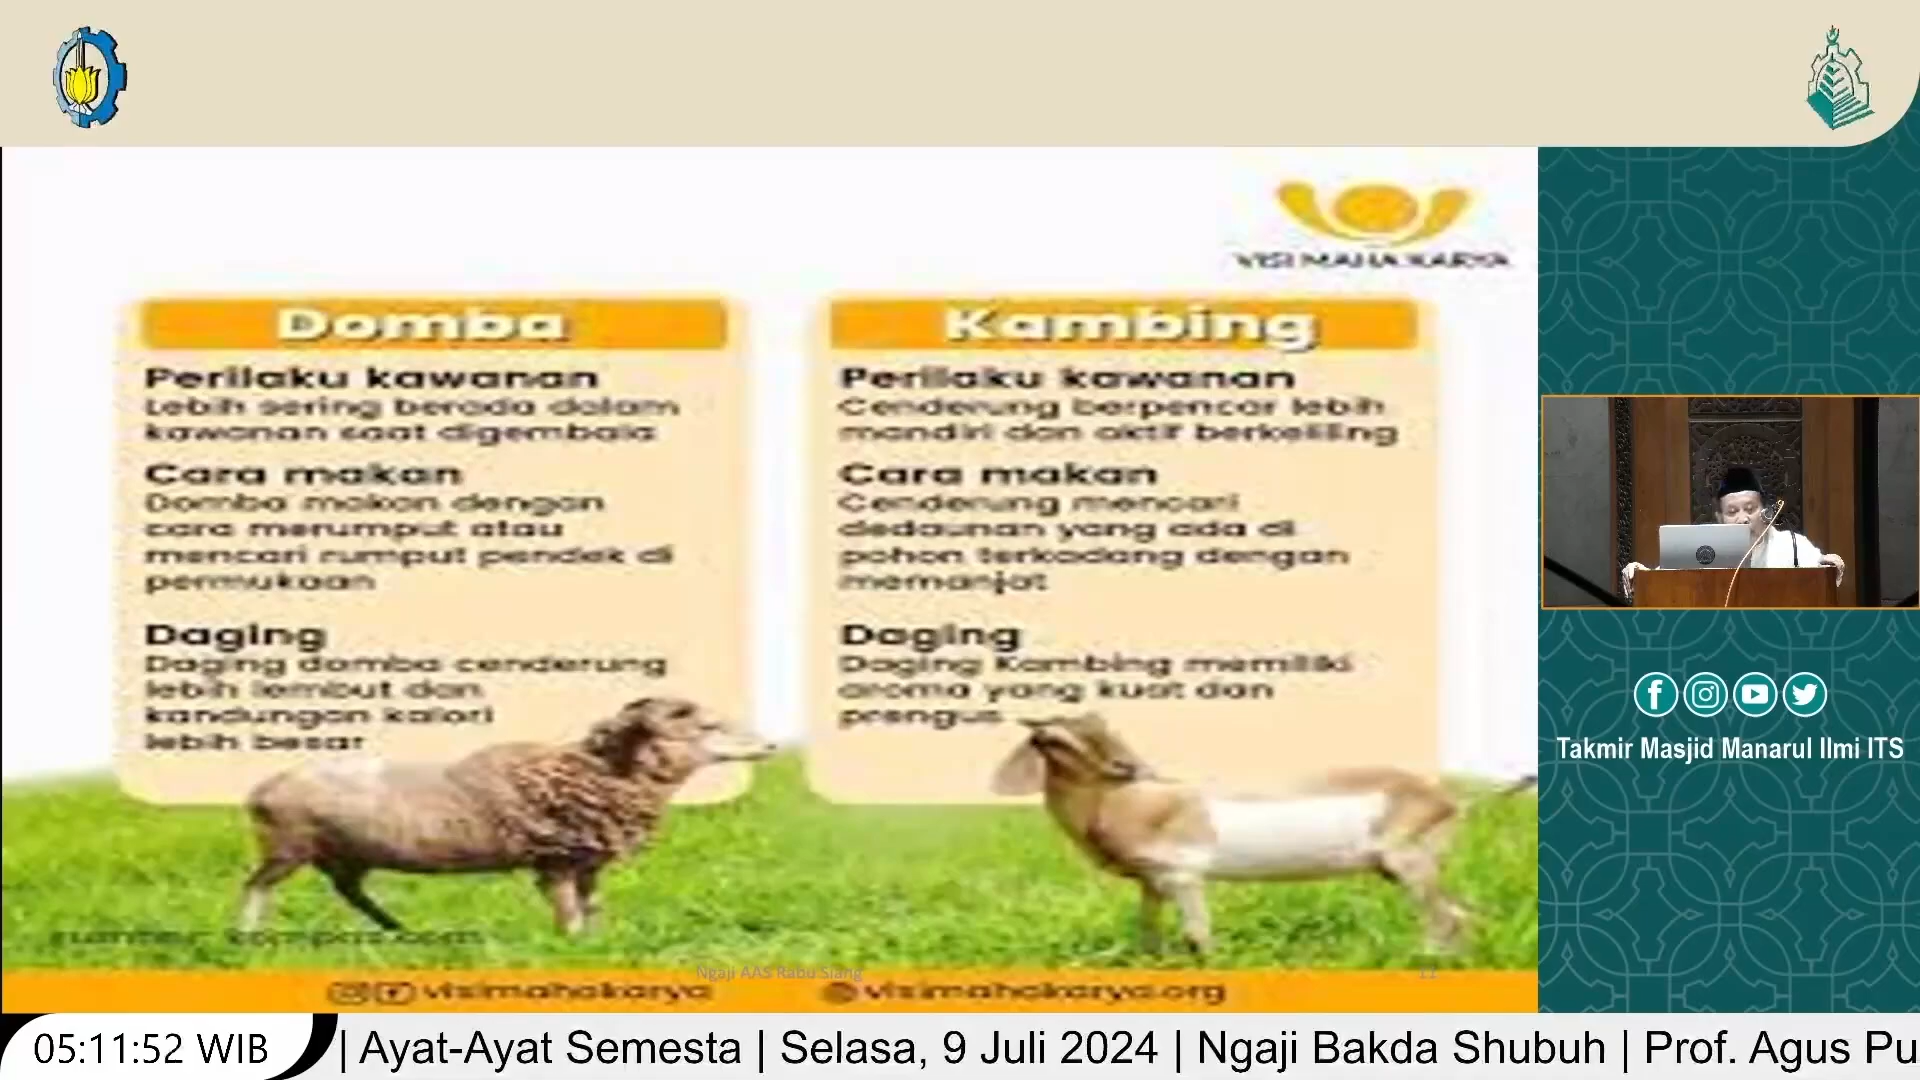 VISI MAHA KARYA
Domba
Perilaku kawanan
Lebih sering berada dalam
kawanan saat digembala
Cara makan
Domba makan dengan
cara merumput atau
mencari rumput pendek di
permukaan
Daging
Daging domba cenderung
lebih lembut dan
kandungan kalori
lebih besar
Kambing
Perilaku kawanan
Cenderung berpencar lebih
mandiri dan aktif berkeliling
Cara makan
Cenderung mencari
dedaunan yang ada di
pohon terkadang dengan
memanjat
Daging
Daging Kambing memiliki
aroma yang kuat dan
prengus
sumber: kompas.com
Ngaji AAS Rabu Siang
11
visimahakarya
visimahakarya.org
Takmir Masjid Manarul Ilmi ITS
05:11:52 WIB
| Ayat-Ayat Semesta | Selasa, 9 Juli 2024 | Ngaji Bakda Shubuh | Prof. Agus Pu